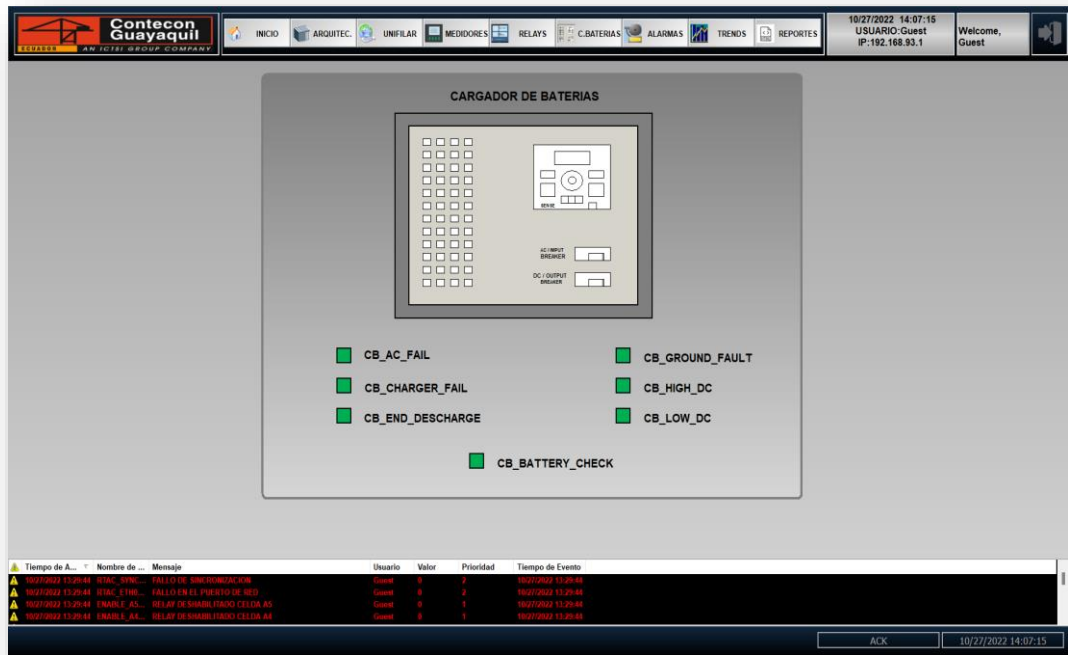 Contecon
Guayaquil
ECUADOR AN ICTSI GROUP COMPANY
INICIO
ARQUITEC.
UNIFILAR
MEDIDORES
RELAYS
C.BATERIAS
ALARMAS
TRENDS
REPORTES
10/27/2022 14:07:15
USUARIO:Guest
IP:192.168.93.1
Welcome,
Guest
CARGADOR DE BATERIAS
SENSE
AC / INPUT
BREAKER
DC / OUTPUT
BREAKER
CB_AC_FAIL
CB_GROUND_FAULT
CB_CHARGER_FAIL
CB_HIGH_DC
CB_END_DESCHARGE
CB_LOW_DC
CB_BATTERY_CHECK
Tiempo de A... Nombre de ... Mensaje Usuario Valor Prioridad Tiempo de Evento
10/27/2022 13:29:44 RTAC_SYNC... FALLO DE SINCRONIZACION Guest 0 2 10/27/2022 13:29:44
10/27/2022 13:29:44 RTAC_ETH0... FALLO EN EL PUERTO DE RED Guest 0 2 10/27/2022 13:29:44
10/27/2022 13:29:44 ENABLE_A5... RELAY DESHABILITADO CELDA A5 Guest 0 1 10/27/2022 13:29:44
10/27/2022 13:29:44 ENABLE_A4... RELAY DESHABILITADO CELDA A4 Guest 0 1 10/27/2022 13:29:44
ACK
10/27/2022 14:07:15